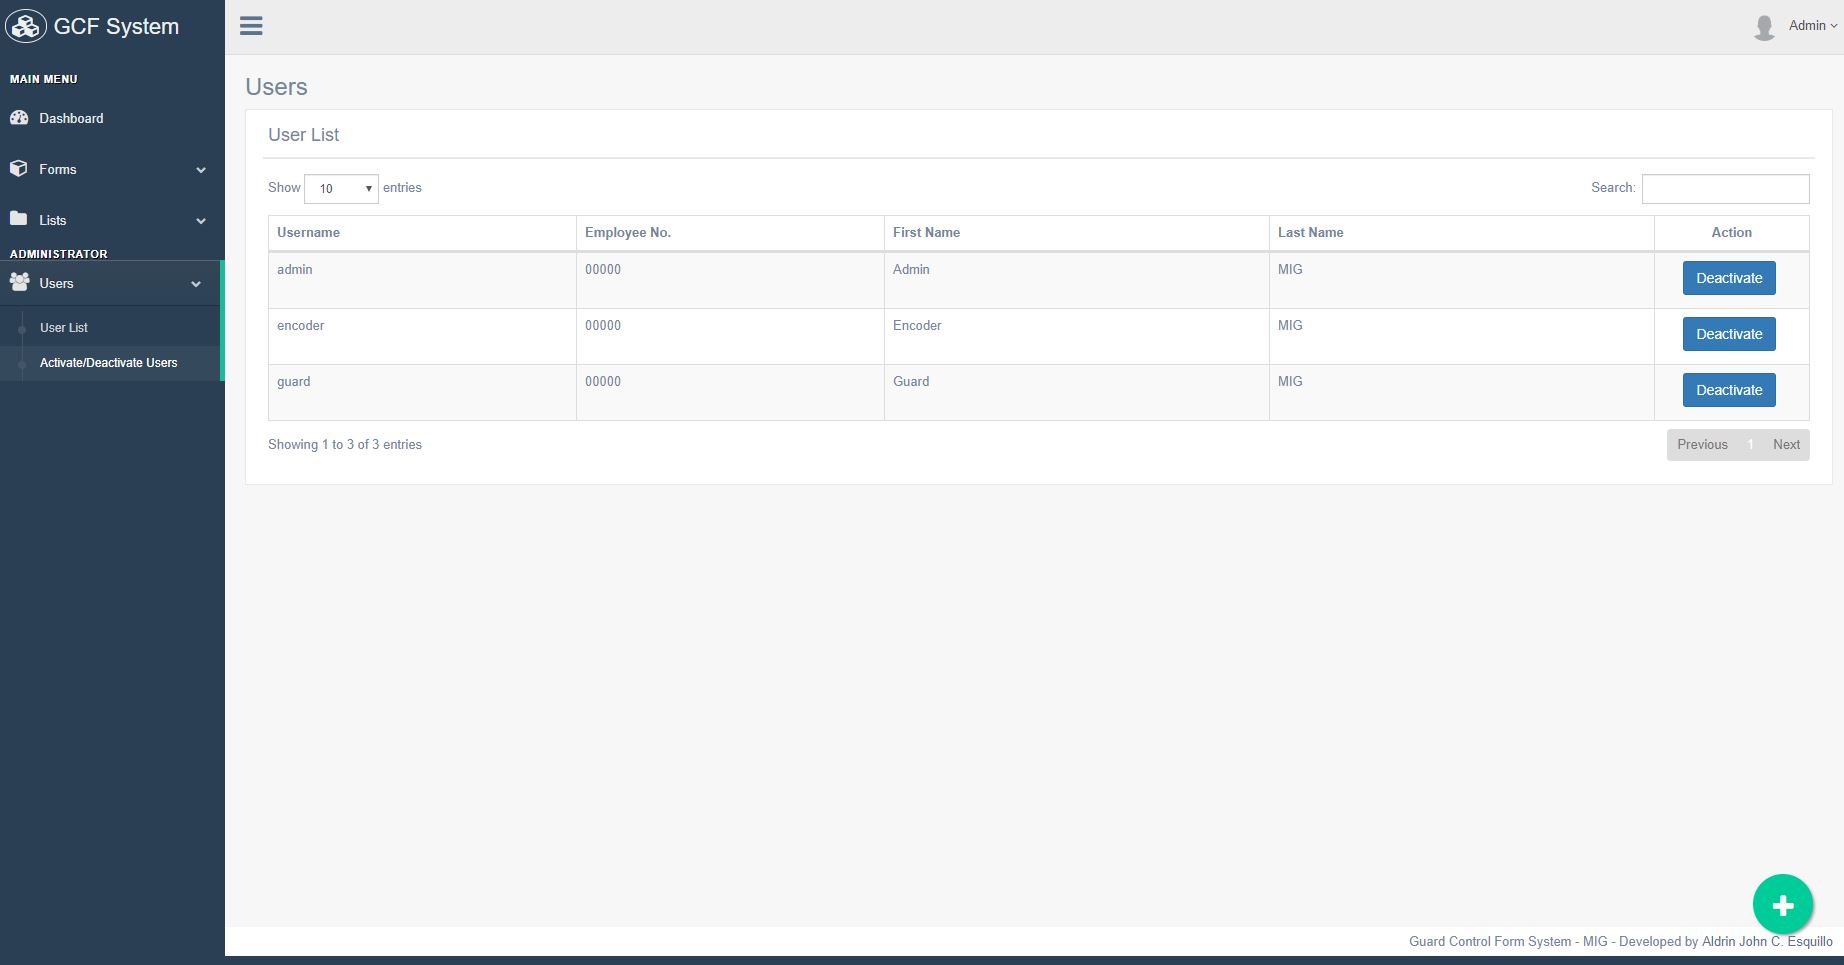 GCF System
Admin
MAIN MENU
Dashboard
Forms
Lists
ADMINISTRATOR
Users
User List
Activate/Deactivate Users
Users
User List
Show 10 entries
Search:
Username Employee No. First Name Last Name Action
admin 00000 Admin MIG Deactivate
encoder 00000 Encoder MIG Deactivate
guard 00000 Guard MIG Deactivate
Showing 1 to 3 of 3 entries
Previous 1 Next
Guard Control Form System - MIG - Developed by Aldrin John C. Esquillo